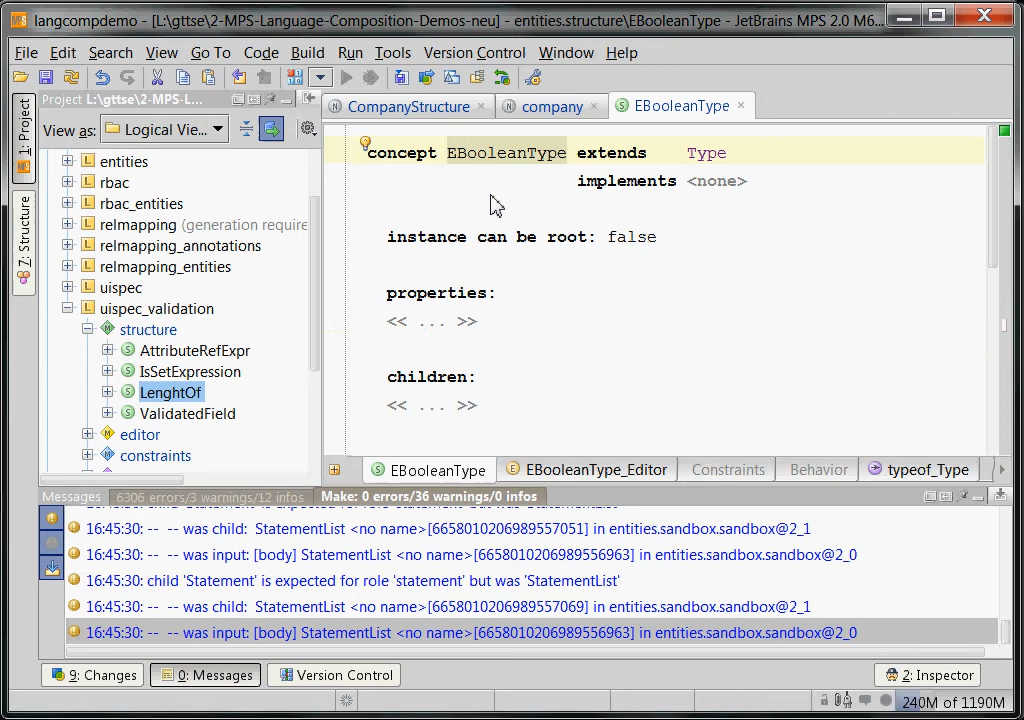 langcompdemo - [L:\gttse\2-MPS-Language-Composition-Demos-neu] - entities.structure\EBooleanType - JetBrains MPS 2.0 M6...
File Edit Search View Go To Code Build Run Tools Version Control Window Help
Project L:\gttse\2-MPS-L...
CompanyStructure company EBooleanType
1: Project
Z: Structure
View as: Logical Vie...
entities
rbac
rbac_entities
relmapping (generation require
relmapping_annotations
relmapping_entities
uispec
uispec_validation
structure
AttributeRefExpr
IsSetExpression
LenghtOf
ValidatedField
editor
constraints
concept EBooleanType extends Type
implements <none>
instance can be root: false
properties:
<< ... >>
children:
<< ... >>
EBooleanType EBooleanType_Editor Constraints Behavior typeof_Type
Messages 6306 errors/3 warnings/12 infos Make: 0 errors/36 warnings/0 infos
16:45:30: -- -- was child: StatementList <no name>[6658010206989557051] in entities.sandbox.sandbox@2_1
16:45:30: -- -- was input: [body] StatementList <no name>[6658010206989556963] in entities.sandbox.sandbox@2_0
16:45:30: child 'Statement' is expected for role 'statement' but was 'StatementList'
16:45:30: -- -- was child: StatementList <no name>[6658010206989557069] in entities.sandbox.sandbox@2_1
16:45:30: -- -- was input: [body] StatementList <no name>[6658010206989556963] in entities.sandbox.sandbox@2_0
9: Changes 0: Messages Version Control 2: Inspector
240M of 1190M